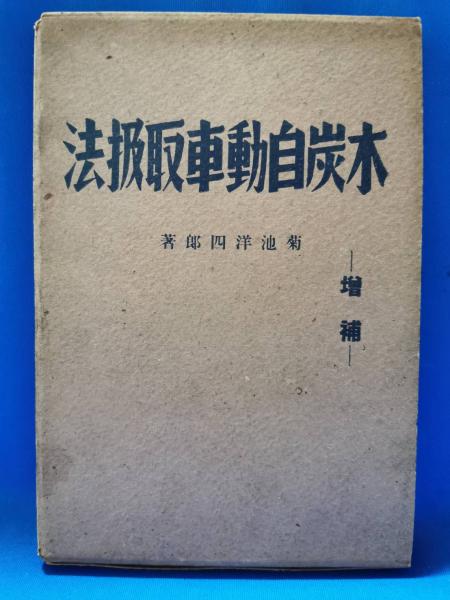 木炭自動車取扱法
菊池洋四郎著
—増補—